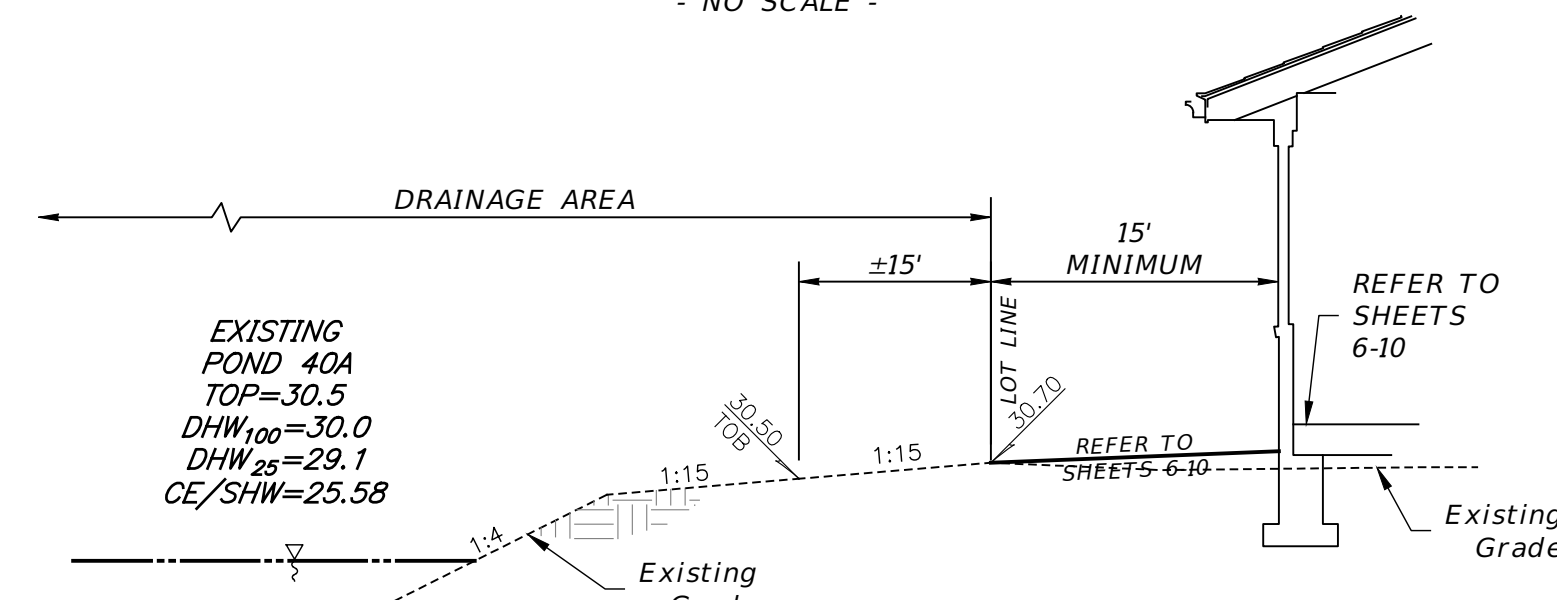 - NO SCALE -
DRAINAGE AREA
±15'
15'
MINIMUM
LOT LINE
REFER TO
SHEETS
6-10
EXISTING
POND 40A
TOP=30.5
DHW100=30.0
DHW25=29.1
CE/SHW=25.58
30.50
TOB
30.70
1:15
1:15
REFER TO
SHEETS 6-10
1:4
Existing
Existing
Grade